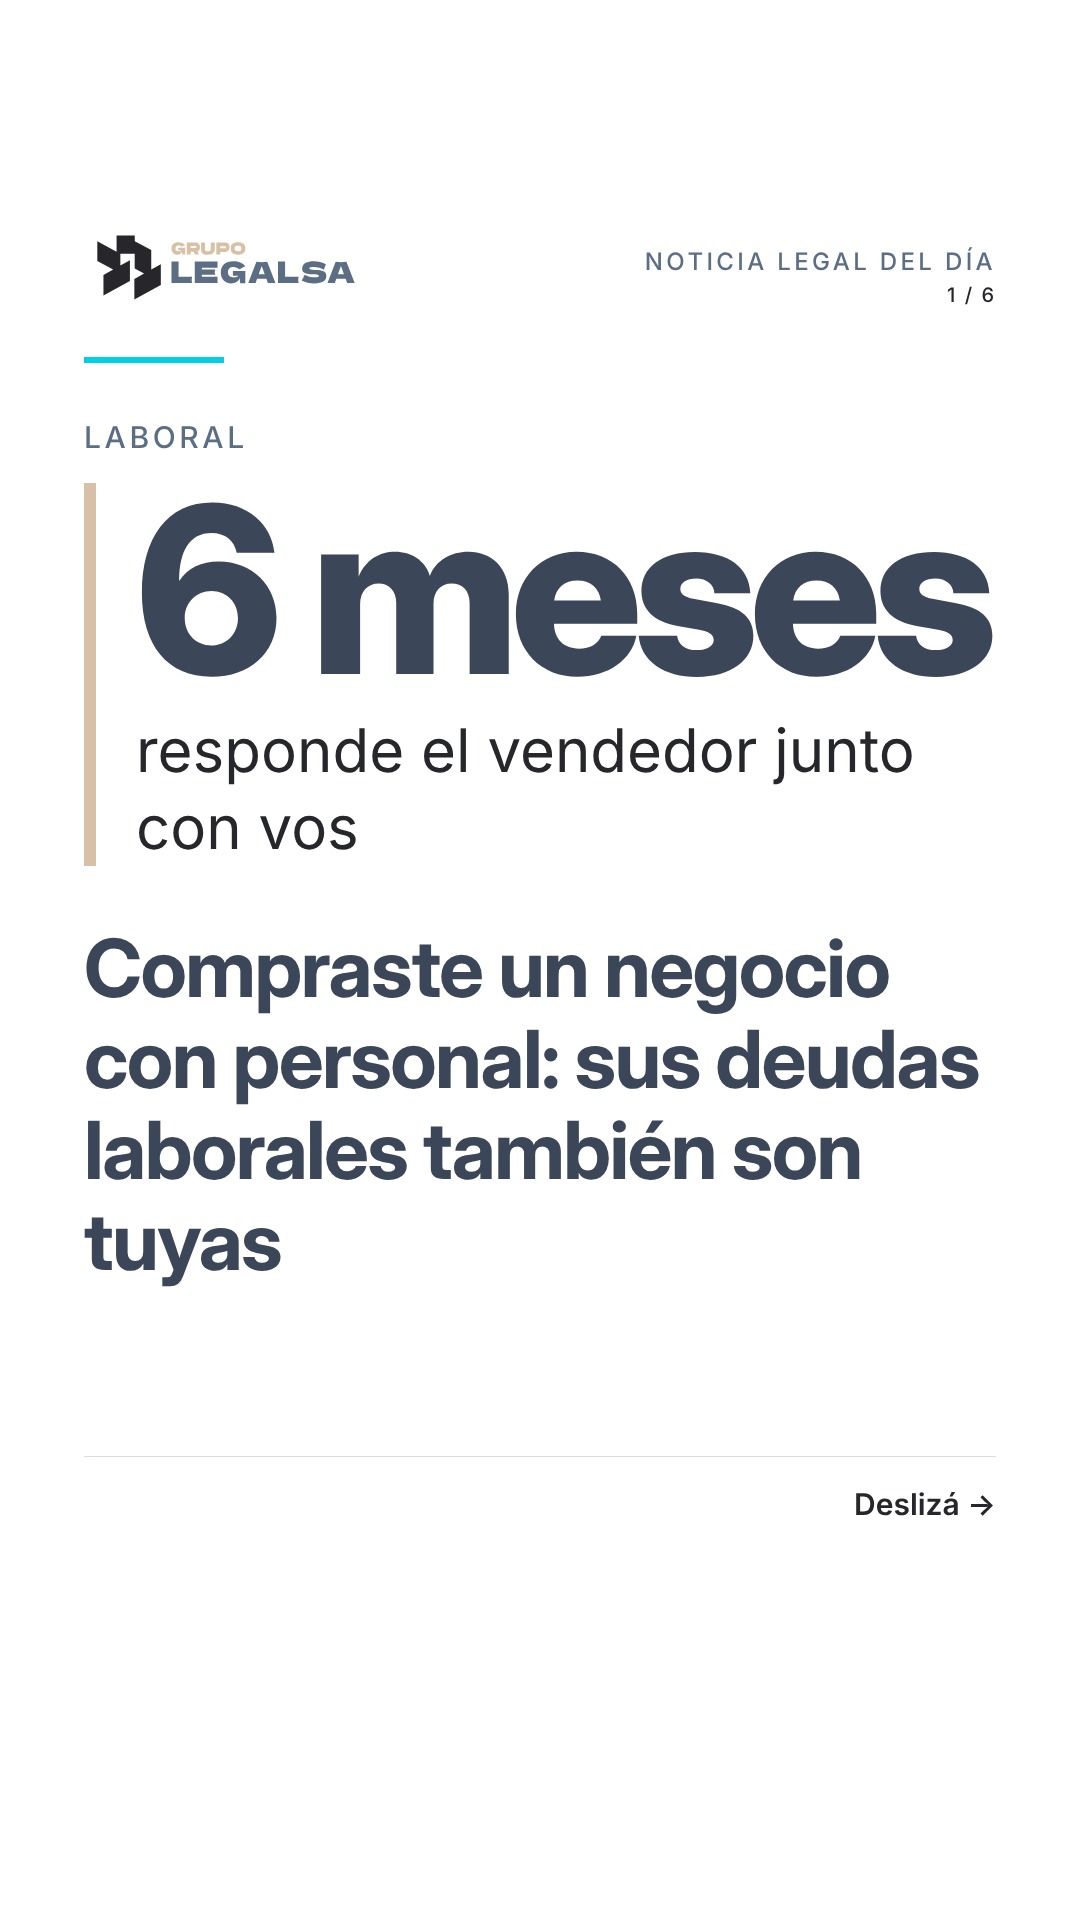 GRUPO
LEGALSA
NOTICIA LEGAL DEL DÍA
1 / 6
LABORAL
6 meses
responde el vendedor junto
con vos
Compraste un negocio
con personal: sus deudas
laborales también son
tuyas
Deslizá →